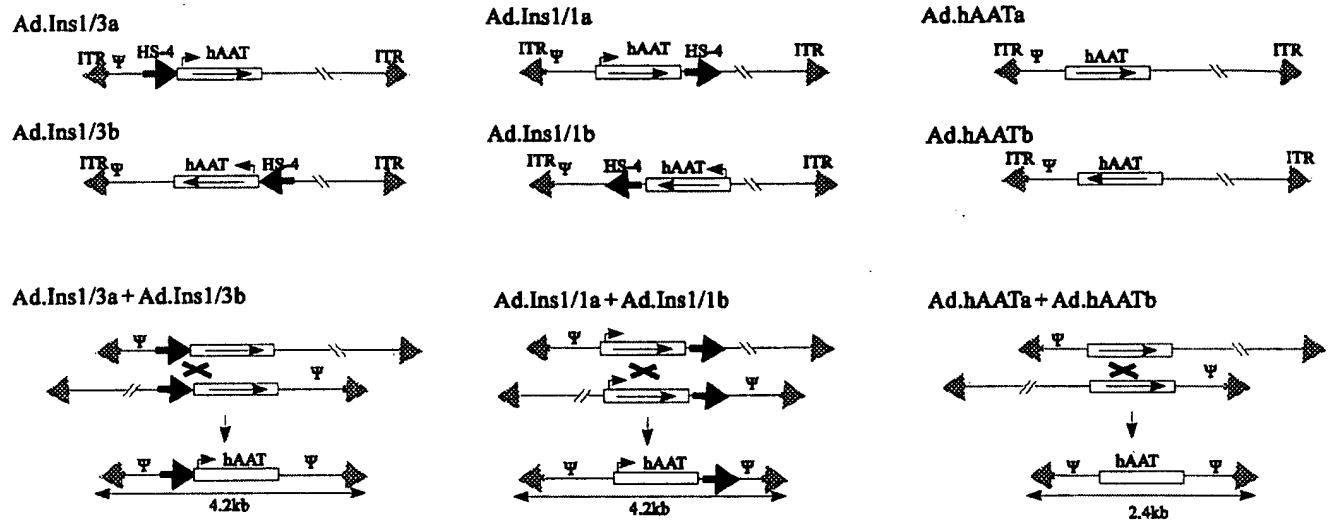 Ad.Ins1/3a
ITR Ψ HS-4 hAAT ITR
Ad.Ins1/1a
ITR Ψ hAAT HS-4 ITR
Ad.hAATa
ITR Ψ hAAT ITR
Ad.Ins1/3b
ITR Ψ hAAT HS-4 ITR
Ad.Ins1/1b
ITR Ψ HS-4 hAAT ITR
Ad.hAATb
ITR Ψ hAAT ITR
Ad.Ins1/3a + Ad.Ins1/3b
Ψ
Ψ
Ψ hAAT Ψ
4.2kb
Ad.Ins1/1a + Ad.Ins1/1b
Ψ
Ψ
Ψ hAAT Ψ
4.2kb
Ad.hAATa + Ad.hAATb
Ψ
Ψ
Ψ hAAT Ψ
2.4kb